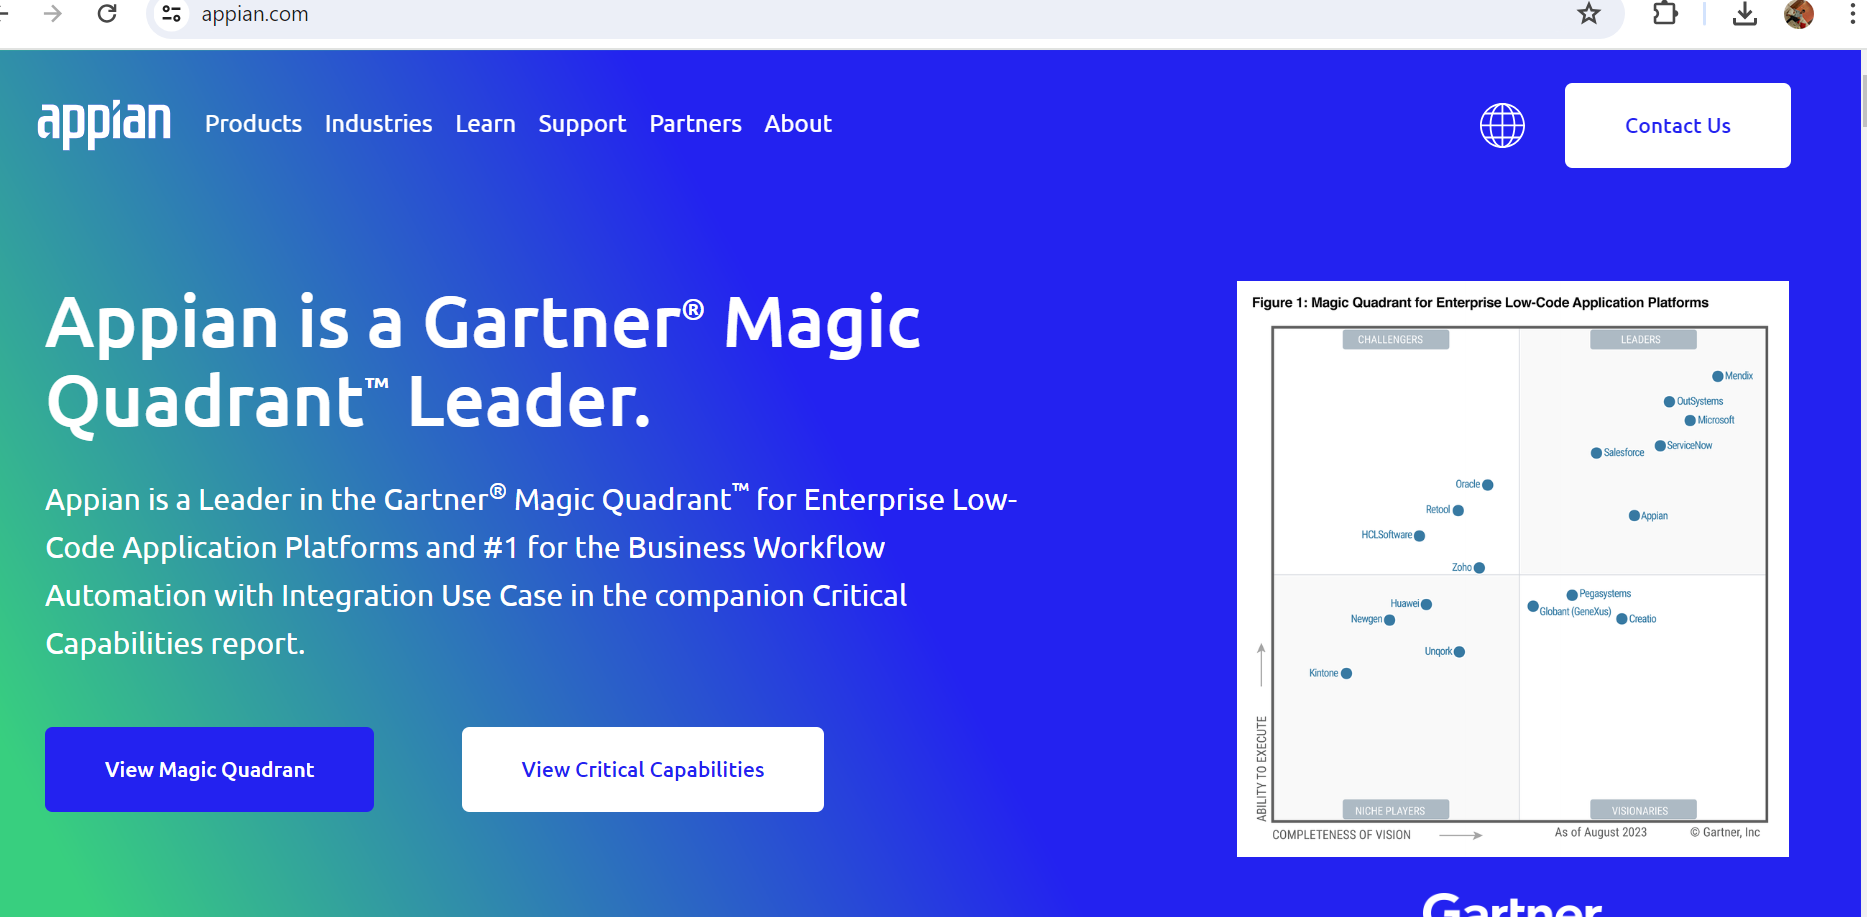 appian.com
appian Products Industries Learn Support Partners About
Contact Us
Appian is a Gartner® Magic
Quadrant™ Leader.
Appian is a Leader in the Gartner® Magic Quadrant™ for Enterprise Low-
Code Application Platforms and #1 for the Business Workflow
Automation with Integration Use Case in the companion Critical
Capabilities report.
View Magic Quadrant
View Critical Capabilities
Figure 1: Magic Quadrant for Enterprise Low-Code Application Platforms
CHALLENGERS
LEADERS
Mendix
OutSystems
Microsoft
ServiceNow
Salesforce
Oracle
Retool
Appian
HCLSoftware
Zoho
Pegasystems
Huawei
Globant (GeneXus)
Newgen
Creatio
Unqork
Kintone
ABILITY TO EXECUTE
NICHE PLAYERS
VISIONARIES
COMPLETENESS OF VISION
As of August 2023
© Gartner, Inc
Gartner